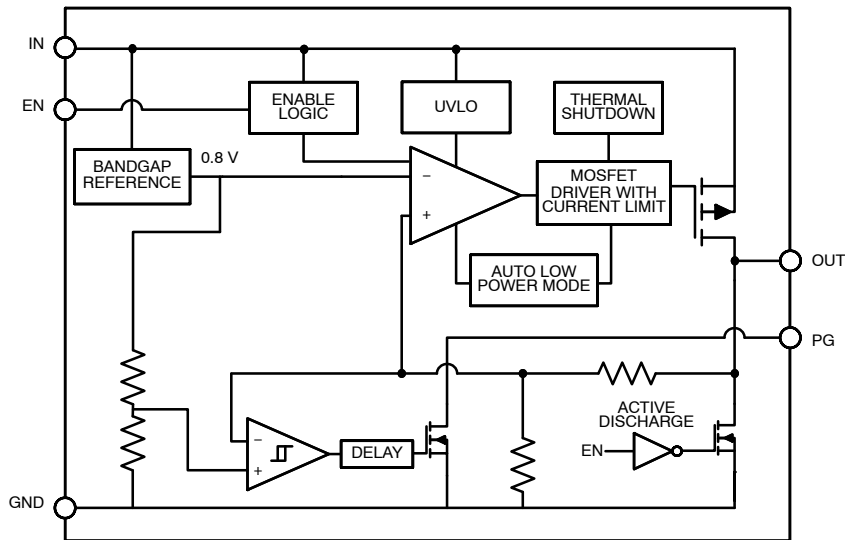 IN
EN
ENABLE
LOGIC
UVLO
THERMAL
SHUTDOWN
BANDGAP
REFERENCE
0.8 V
−
+
MOSFET
DRIVER WITH
CURRENT LIMIT
AUTO LOW
POWER MODE
OUT
PG
ACTIVE
DISCHARGE
−
+
DELAY
EN
GND